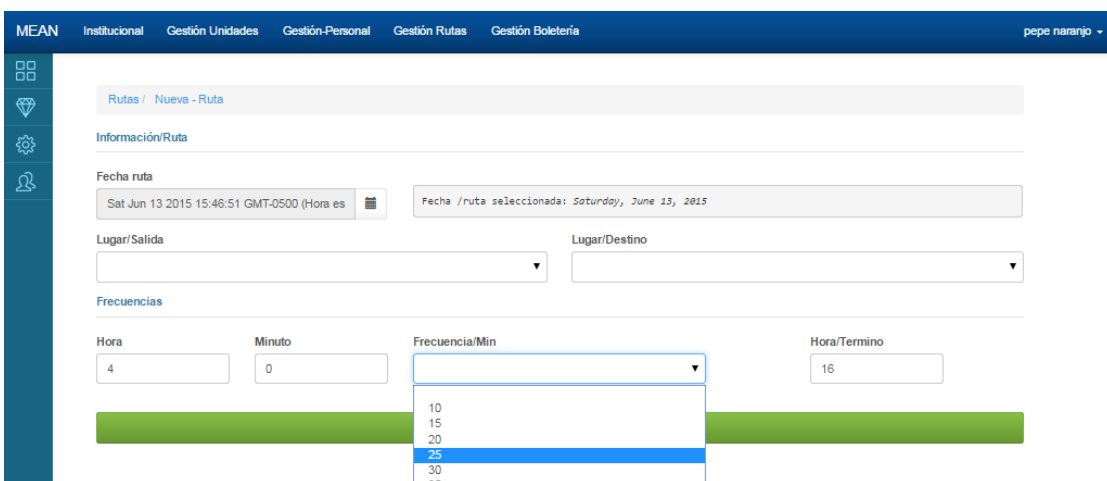 MEAN Institucional Gestión Unidades Gestión-Personal Gestión Rutas Gestión Boletería pepe naranjo
Rutas / Nueva - Ruta
Información/Ruta
Fecha ruta
Sat Jun 13 2015 15:46:51 GMT-0500 (Hora es
Fecha /ruta seleccionada: Saturday, June 13, 2015
Lugar/Salida Lugar/Destino
Frecuencias
Hora Minuto Frecuencia/Min Hora/Termino
4 0 16
10
15
20
25
30